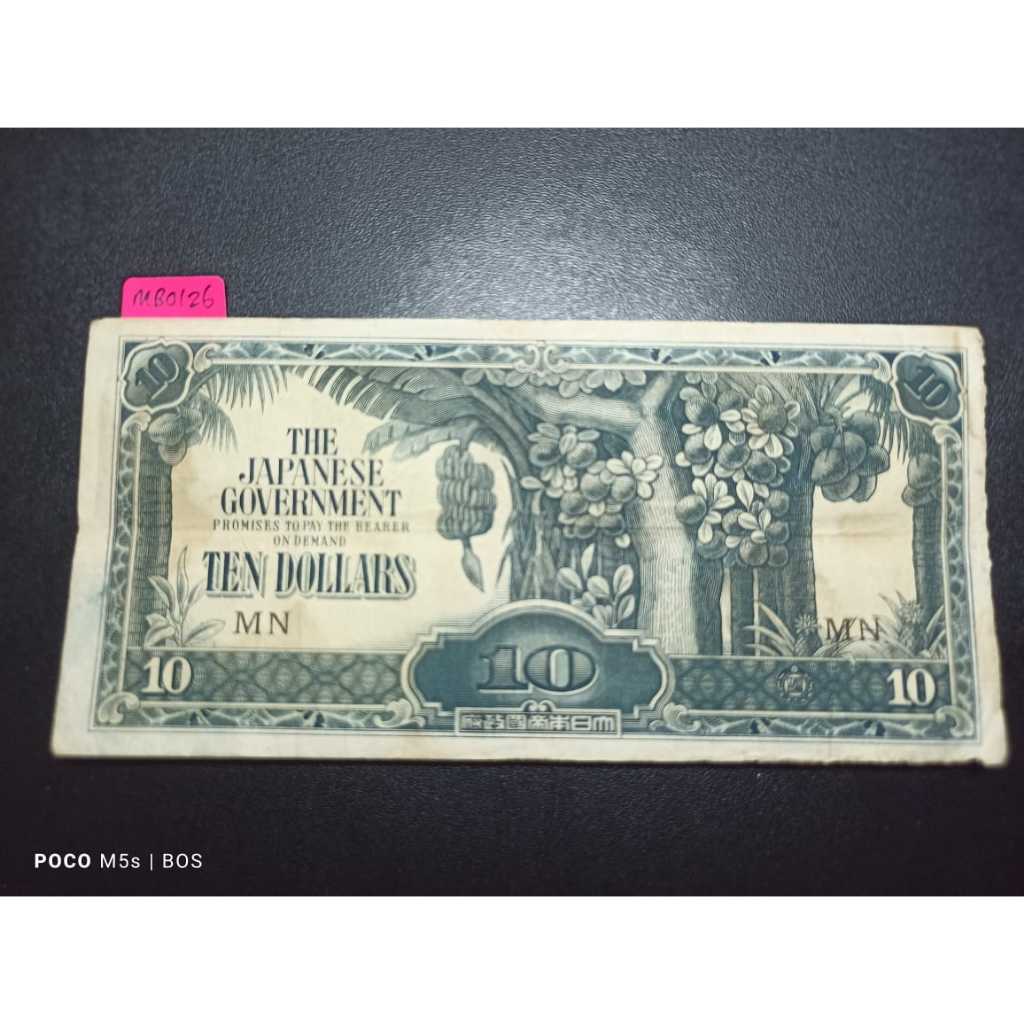 MB0126
10
10
THE
JAPANESE
GOVERNMENT
PROMISES TO PAY THE BEARER
ON DEMAND
TEN DOLLARS
MN
MN
10
10
10
府政國帝本日大
POCO M5s | BOS